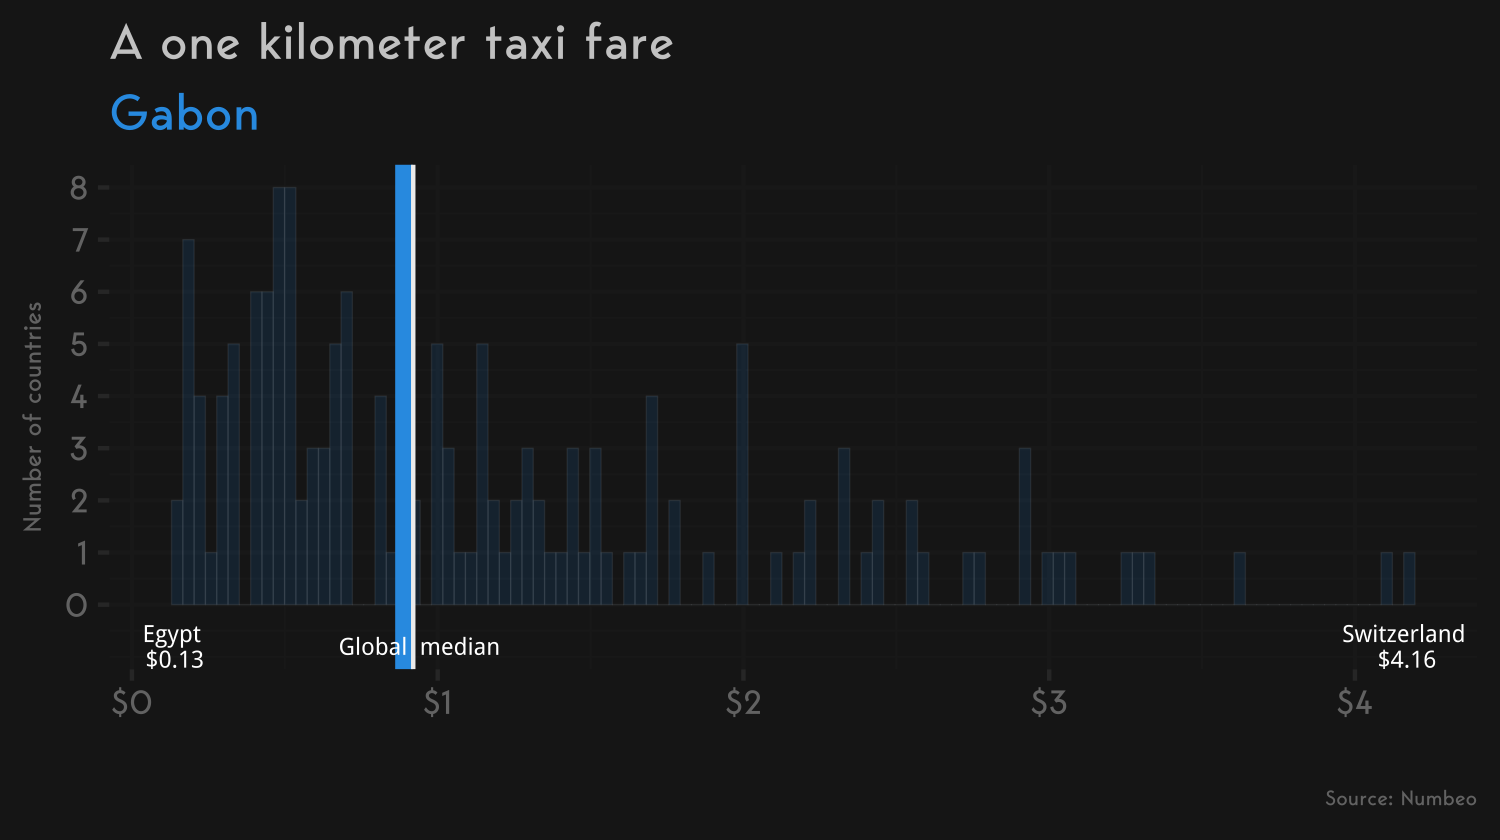 A one kilometer taxi fare
Gabon
Number of countries
8
7
6
5
4
3
2
1
0
Egypt
$0.13
Global median
Switzerland
$4.16
$0
$1
$2
$3
$4
Source: Numbeo